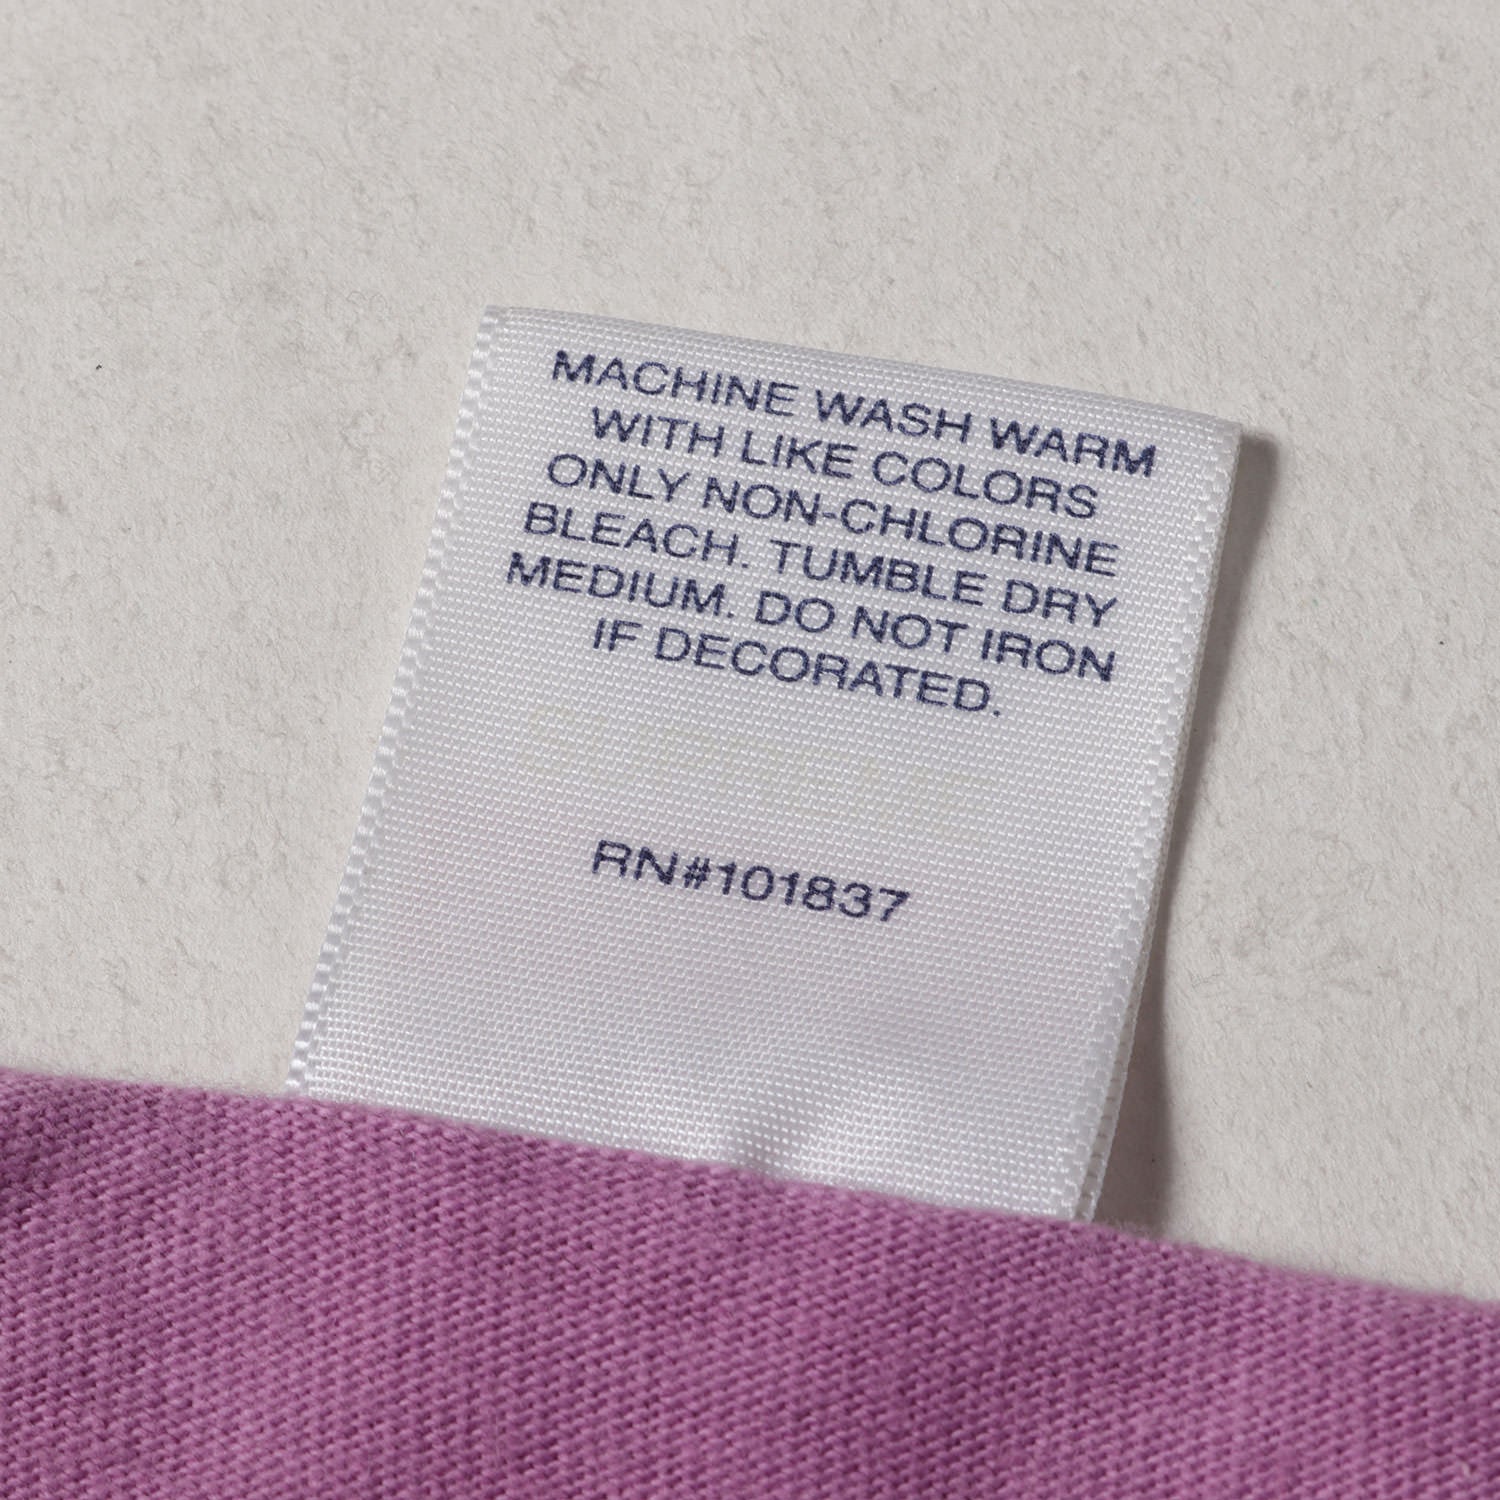 MACHINE WASH WARM
WITH LIKE COLORS
ONLY NON-CHLORINE
BLEACH. TUMBLE DRY
MEDIUM. DO NOT IRON
IF DECORATED.
RN#101837